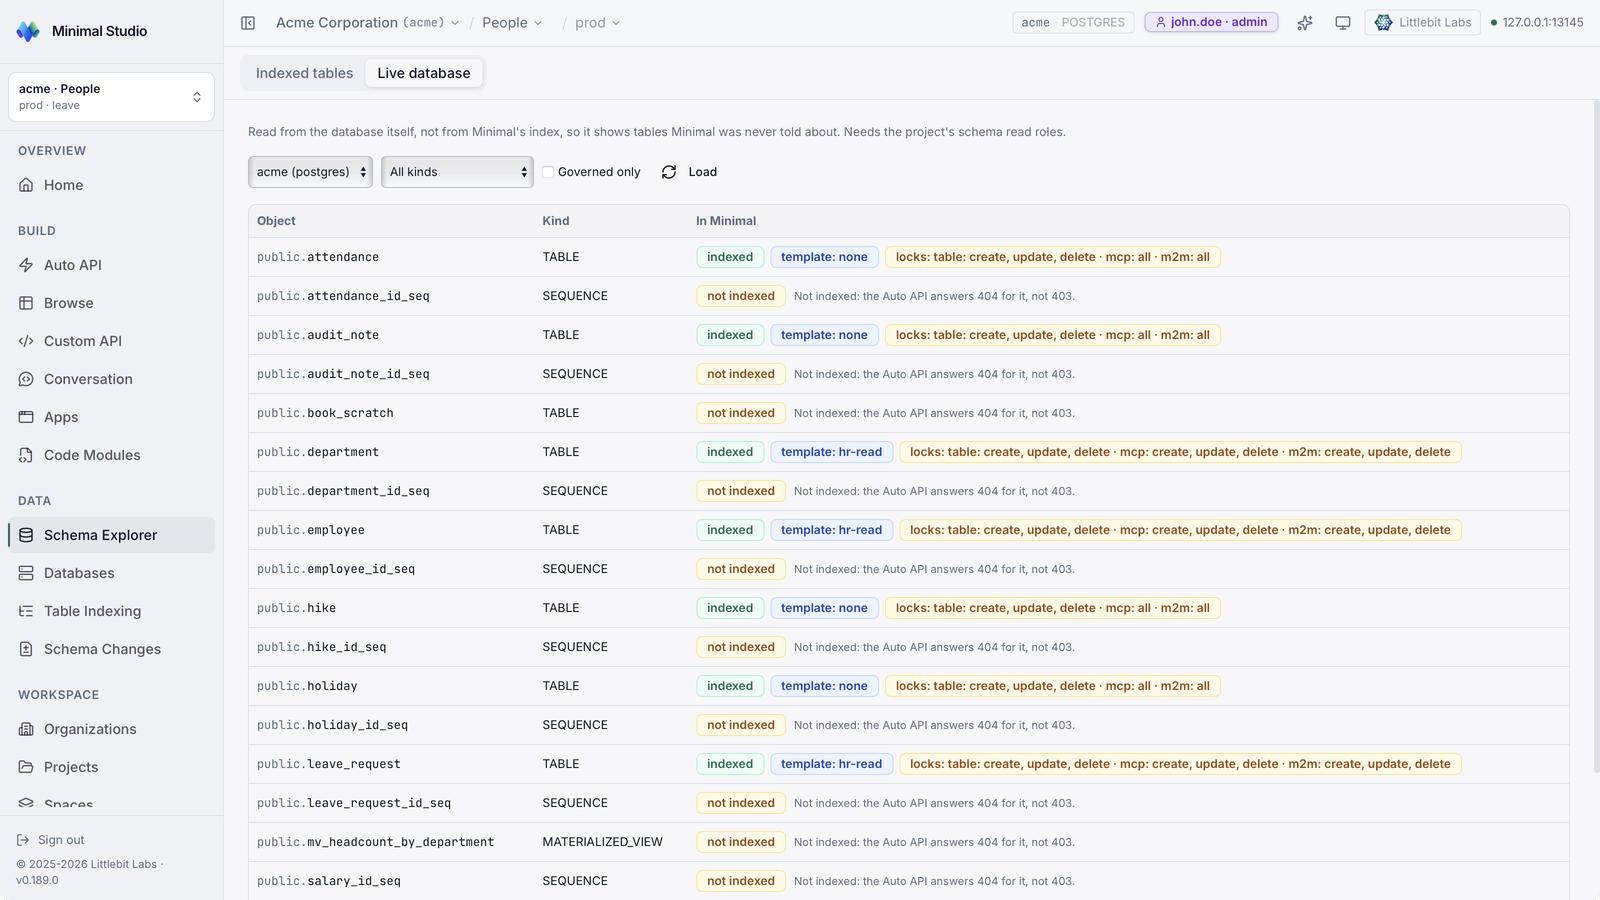 Minimal Studio
Acme Corporation (acme) / People / prod
acme · POSTGRES
john.doe · admin
Littlebit Labs
127.0.0.1:13145
acme · People
prod · leave
OVERVIEW
Home
BUILD
Auto API
Browse
Custom API
Conversation
Apps
Code Modules
DATA
Schema Explorer
Databases
Table Indexing
Schema Changes
WORKSPACE
Organizations
Projects
Spaces
Sign out
© 2025-2026 Littlebit Labs ·
v0.189.0
Indexed tables Live database
Read from the database itself, not from Minimal's index, so it shows tables Minimal was never told about. Needs the project's schema read roles.
acme (postgres) All kinds Governed only Load
Object Kind In Minimal
public.attendance TABLE indexed template: none locks: table: create, update, delete · mcp: all · m2m: all
public.attendance_id_seq SEQUENCE not indexed Not indexed: the Auto API answers 404 for it, not 403.
public.audit_note TABLE indexed template: none locks: table: create, update, delete · mcp: all · m2m: all
public.audit_note_id_seq SEQUENCE not indexed Not indexed: the Auto API answers 404 for it, not 403.
public.book_scratch TABLE not indexed Not indexed: the Auto API answers 404 for it, not 403.
public.department TABLE indexed template: hr-read locks: table: create, update, delete · mcp: create, update, delete · m2m: create, update, delete
public.department_id_seq SEQUENCE not indexed Not indexed: the Auto API answers 404 for it, not 403.
public.employee TABLE indexed template: hr-read locks: table: create, update, delete · mcp: create, update, delete · m2m: create, update, delete
public.employee_id_seq SEQUENCE not indexed Not indexed: the Auto API answers 404 for it, not 403.
public.hike TABLE indexed template: none locks: table: create, update, delete · mcp: all · m2m: all
public.hike_id_seq SEQUENCE not indexed Not indexed: the Auto API answers 404 for it, not 403.
public.holiday TABLE indexed template: none locks: table: create, update, delete · mcp: all · m2m: all
public.holiday_id_seq SEQUENCE not indexed Not indexed: the Auto API answers 404 for it, not 403.
public.leave_request TABLE indexed template: hr-read locks: table: create, update, delete · mcp: create, update, delete · m2m: create, update, delete
public.leave_request_id_seq SEQUENCE not indexed Not indexed: the Auto API answers 404 for it, not 403.
public.mv_headcount_by_department MATERIALIZED_VIEW not indexed Not indexed: the Auto API answers 404 for it, not 403.
public.salary_id_seq SEQUENCE not indexed Not indexed: the Auto API answers 404 for it, not 403.